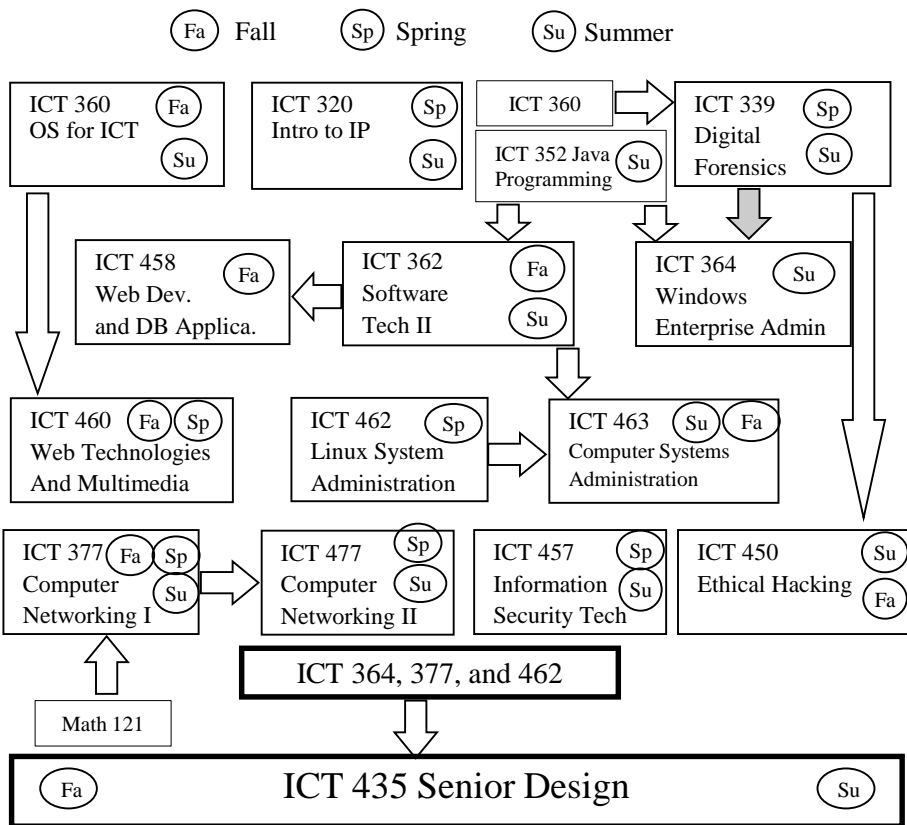 Fa Fall Sp Spring Su Summer
ICT 360 Fa
OS for ICT
Su
ICT 320 Sp
Intro to IP
Su
ICT 360
ICT 352 Java Su
Programming
ICT 339 Sp
Digital
Forensics Su
ICT 458 Fa
Web Dev.
and DB Applica.
ICT 362 Fa
Software
Tech II Su
ICT 364 Su
Windows
Enterprise Admin
ICT 460 Fa Sp
Web Technologies
And Multimedia
ICT 462 Sp
Linux System
Administration
ICT 463 Su Fa
Computer Systems
Administration
ICT 377 Fa Sp
Computer Su
Networking I
ICT 477 Sp
Computer Su
Networking II
ICT 457 Sp
Information Su
Security Tech
ICT 450 Su
Ethical Hacking
Fa
ICT 364, 377, and 462
Math 121
Fa ICT 435 Senior Design Su